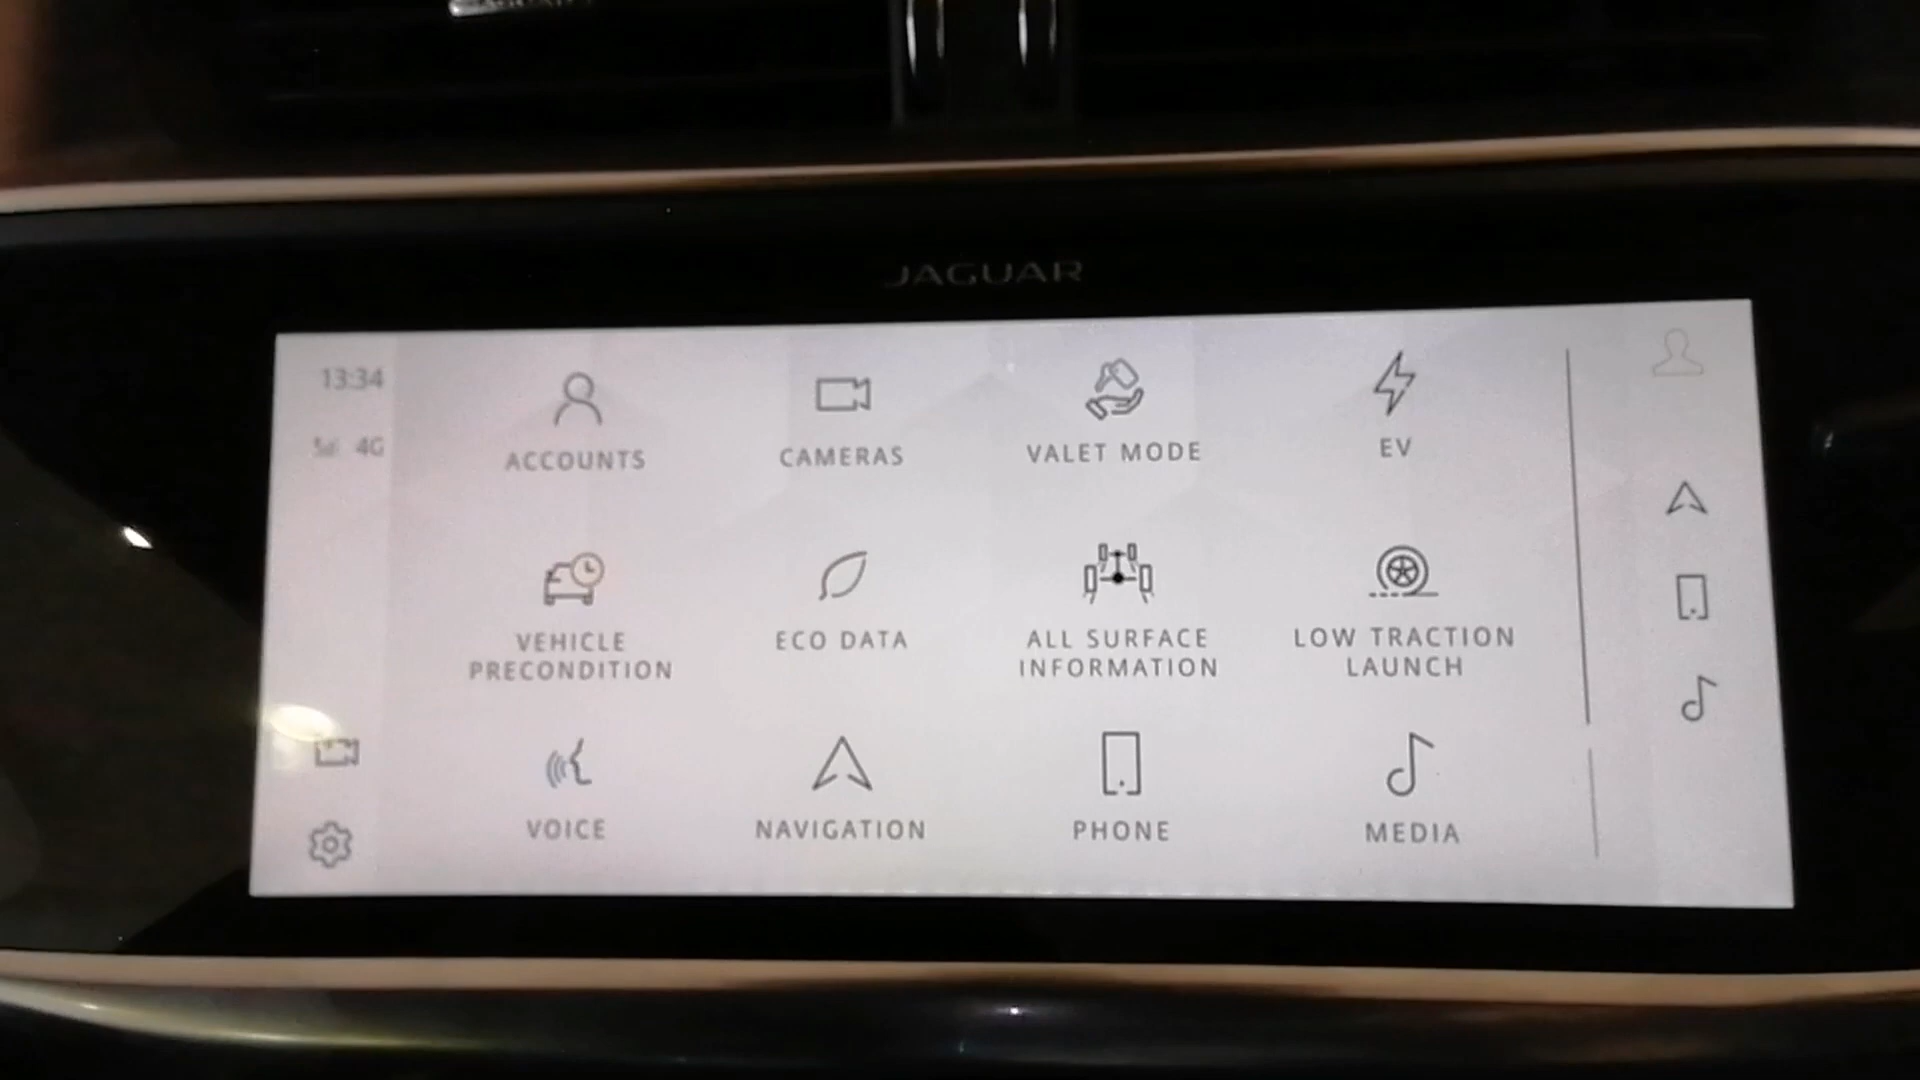 JAGUAR
13:34
4G
ACCOUNTS
CAMERAS
VALET MODE
EV
VEHICLE
PRECONDITION
ECO DATA
ALL SURFACE
INFORMATION
LOW TRACTION
LAUNCH
VOICE
NAVIGATION
PHONE
MEDIA